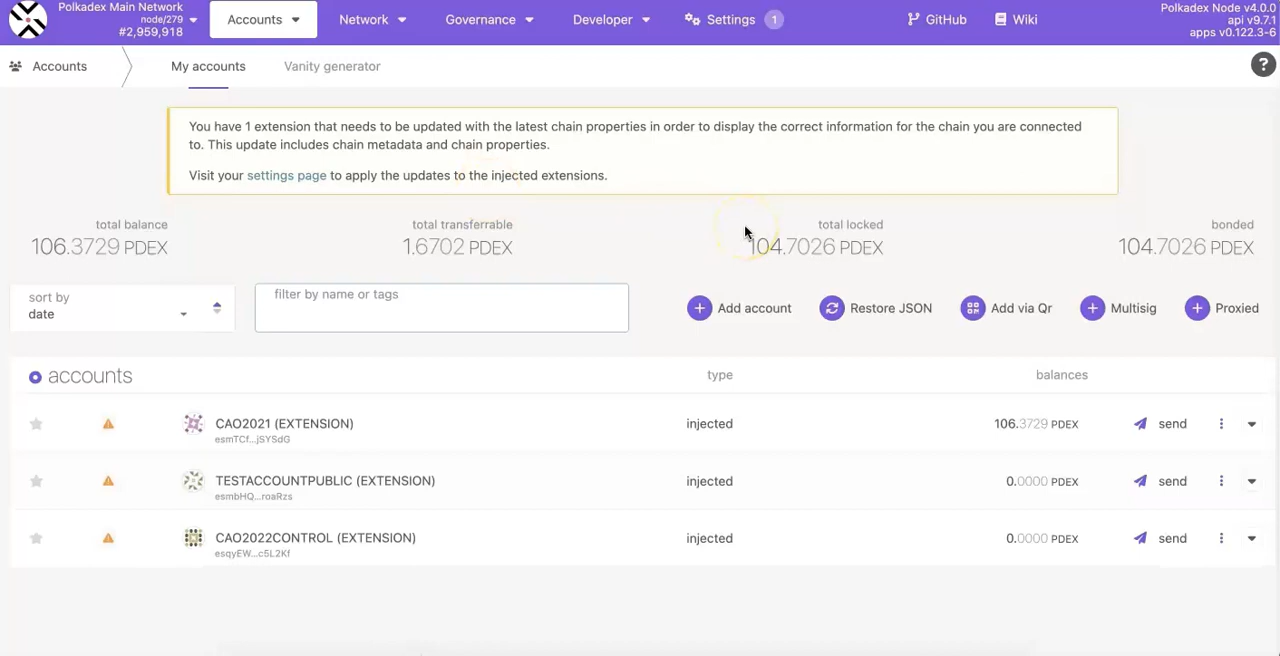 Polkadex Main Network
node/279
#2,959,918
Accounts
Network
Governance
Developer
Settings 1
GitHub
Wiki
Polkadex Node v4.0.0
api v9.7.1
apps v0.122.3-6
Accounts
My accounts
Vanity generator
?
You have 1 extension that needs to be updated with the latest chain properties in order to display the correct information for the chain you are connected
to. This update includes chain metadata and chain properties.
Visit your settings page to apply the updates to the injected extensions.
total balance
106.3729 PDEX
total transferrable
1.6702 PDEX
total locked
104.7026 PDEX
bonded
104.7026 PDEX
sort by
date
filter by name or tags
Add account
Restore JSON
Add via Qr
Multisig
Proxied
accounts type balances
CAO2021 (EXTENSION) injected 106.3729 PDEX send
esmTCf...jSYSdG
TESTACCOUNTPUBLIC (EXTENSION) injected 0.0000 PDEX send
esmbHQ...roaRzs
CAO2022CONTROL (EXTENSION) injected 0.0000 PDEX send
esqyEW...c5L2Kf